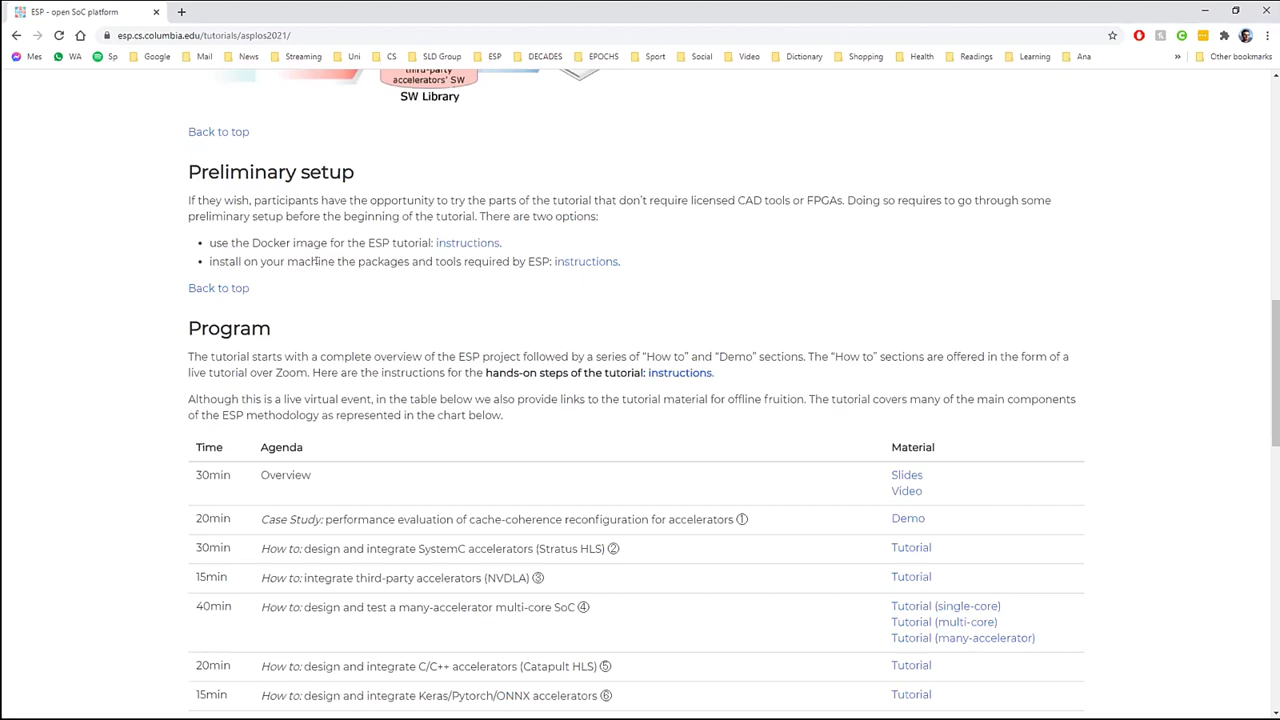 ESP - open SoC platform
esp.cs.columbia.edu/tutorials/asplos2021/
Mes WA Sp Google Mail News Streaming Uni CS SLD Group ESP DECADES EPOCHS Sport Social Video Dictionary Shopping Health Readings Learning Ana » Other bookmarks
third-party
accelerators' SW
SW Library
Back to top
Preliminary setup
If they wish, participants have the opportunity to try the parts of the tutorial that don't require licensed CAD tools or FPGAs. Doing so requires to go through some
preliminary setup before the beginning of the tutorial. There are two options:
• use the Docker image for the ESP tutorial: instructions.
• install on your machine the packages and tools required by ESP: instructions.
Back to top
Program
The tutorial starts with a complete overview of the ESP project followed by a series of "How to" and "Demo" sections. The "How to" sections are offered in the form of a
live tutorial over Zoom. Here are the instructions for the hands-on steps of the tutorial: instructions.
Although this is a live virtual event, in the table below we also provide links to the tutorial material for offline fruition. The tutorial covers many of the main components
of the ESP methodology as represented in the chart below.
Time Agenda Material
30min Overview Slides
Video
20min Case Study: performance evaluation of cache-coherence reconfiguration for accelerators ① Demo
30min How to: design and integrate SystemC accelerators (Stratus HLS) ② Tutorial
15min How to: integrate third-party accelerators (NVDLA) ③ Tutorial
40min How to: design and test a many-accelerator multi-core SoC ④ Tutorial (single-core)
Tutorial (multi-core)
Tutorial (many-accelerator)
20min How to: design and integrate C/C++ accelerators (Catapult HLS) ⑤ Tutorial
15min How to: design and integrate Keras/Pytorch/ONNX accelerators ⑥ Tutorial